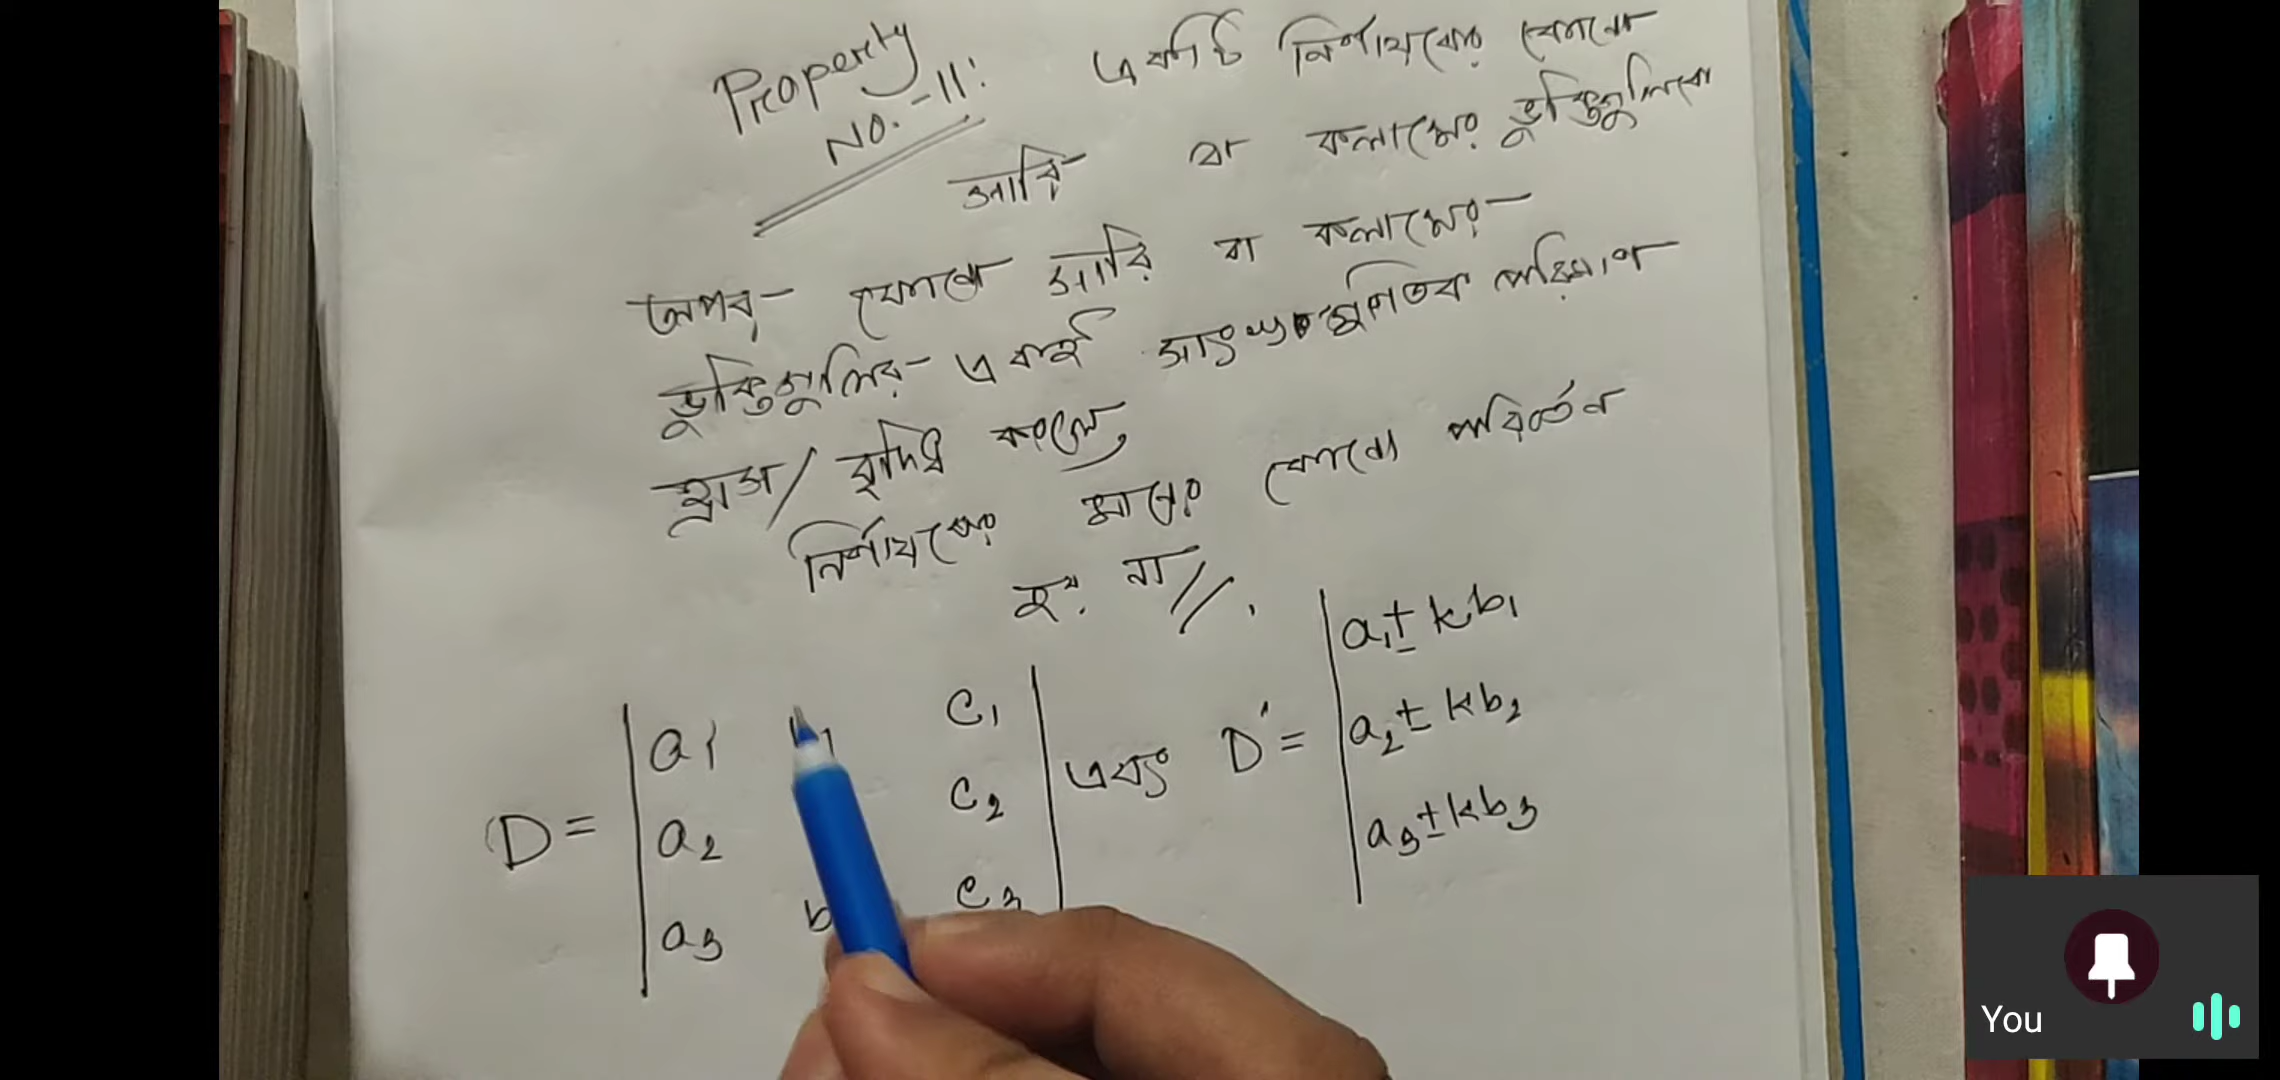 Property একটি নির্ণায়কের কোনো
NO.-11:
সারি বা কলামের ভুক্তিগুলিকে
অপর কোনো সারি বা কলামের
ভুক্তিগুলির একই পরিমাণ
হ্রাস/ বৃদ্ধি করলে,
নির্ণায়কের মানের কোনো পরিবর্তন
হয় না//.
D = | a1 c1 | এবং D' = | a1 ± kb1
a2 c2 a2 ± kb2
a3 b c3 a3 ± kb3
You